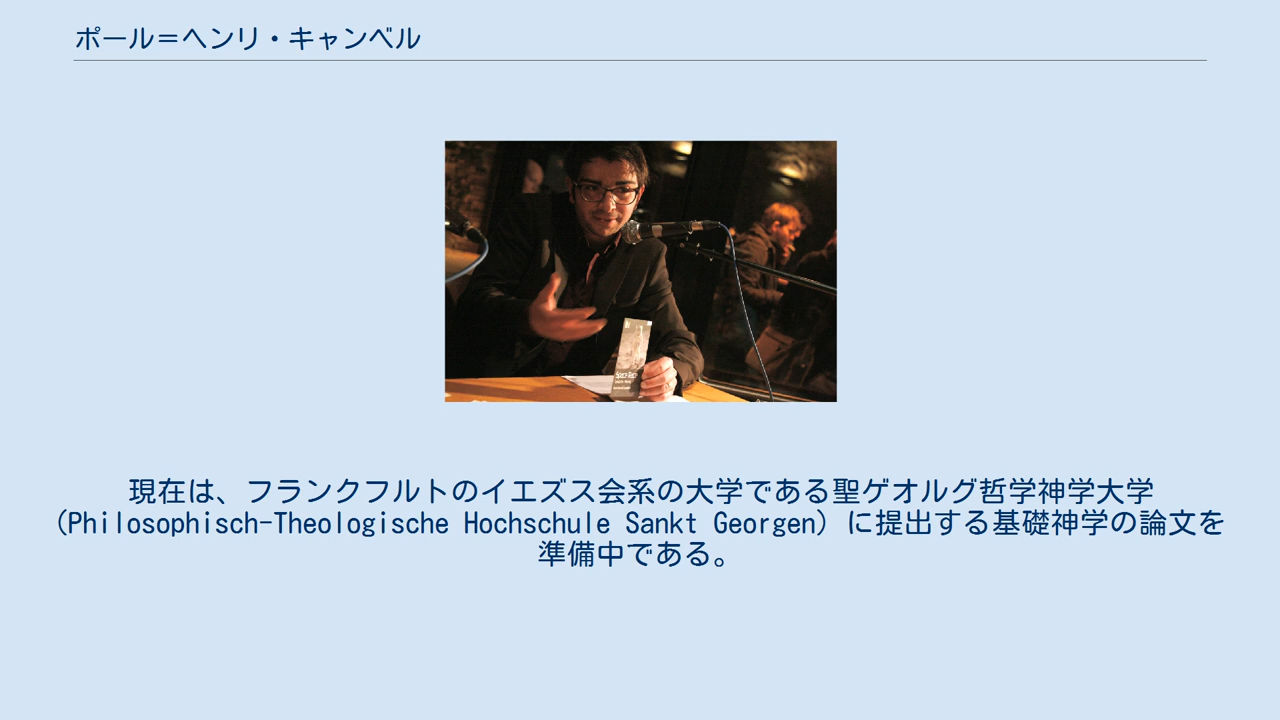 ポール＝ヘンリ・キャンベル
現在は、フランクフルトのイエズス会系の大学である聖ゲオルグ哲学神学大学
(Philosophisch-Theologische Hochschule Sankt Georgen) に提出する基礎神学の論文を
準備中である。